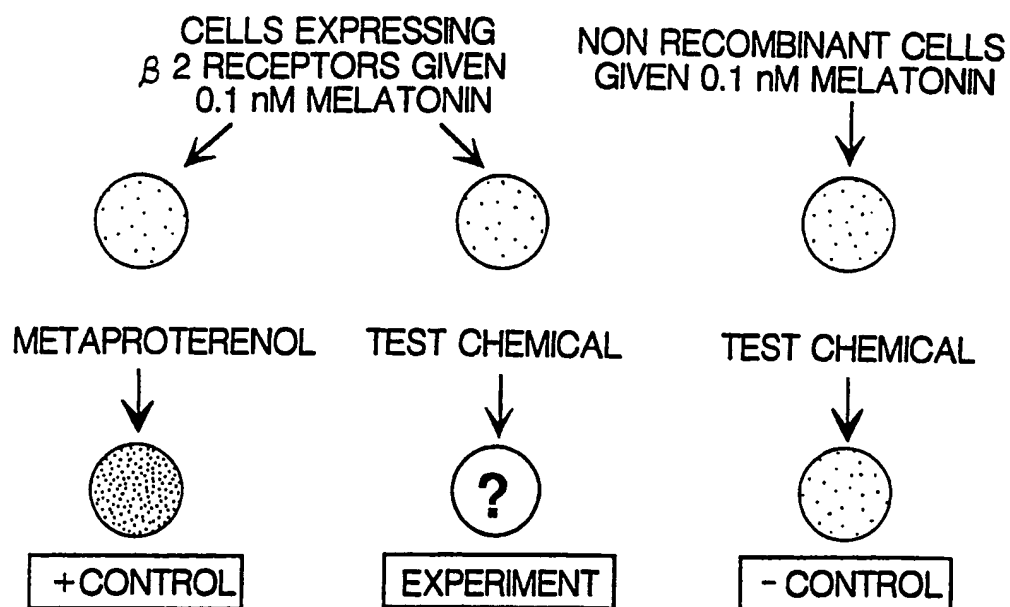 CELLS EXPRESSING
β 2 RECEPTORS GIVEN
0.1 nM MELATONIN
NON RECOMBINANT CELLS
GIVEN 0.1 nM MELATONIN
METAPROTERENOL
TEST CHEMICAL
TEST CHEMICAL
?
+ CONTROL
EXPERIMENT
- CONTROL